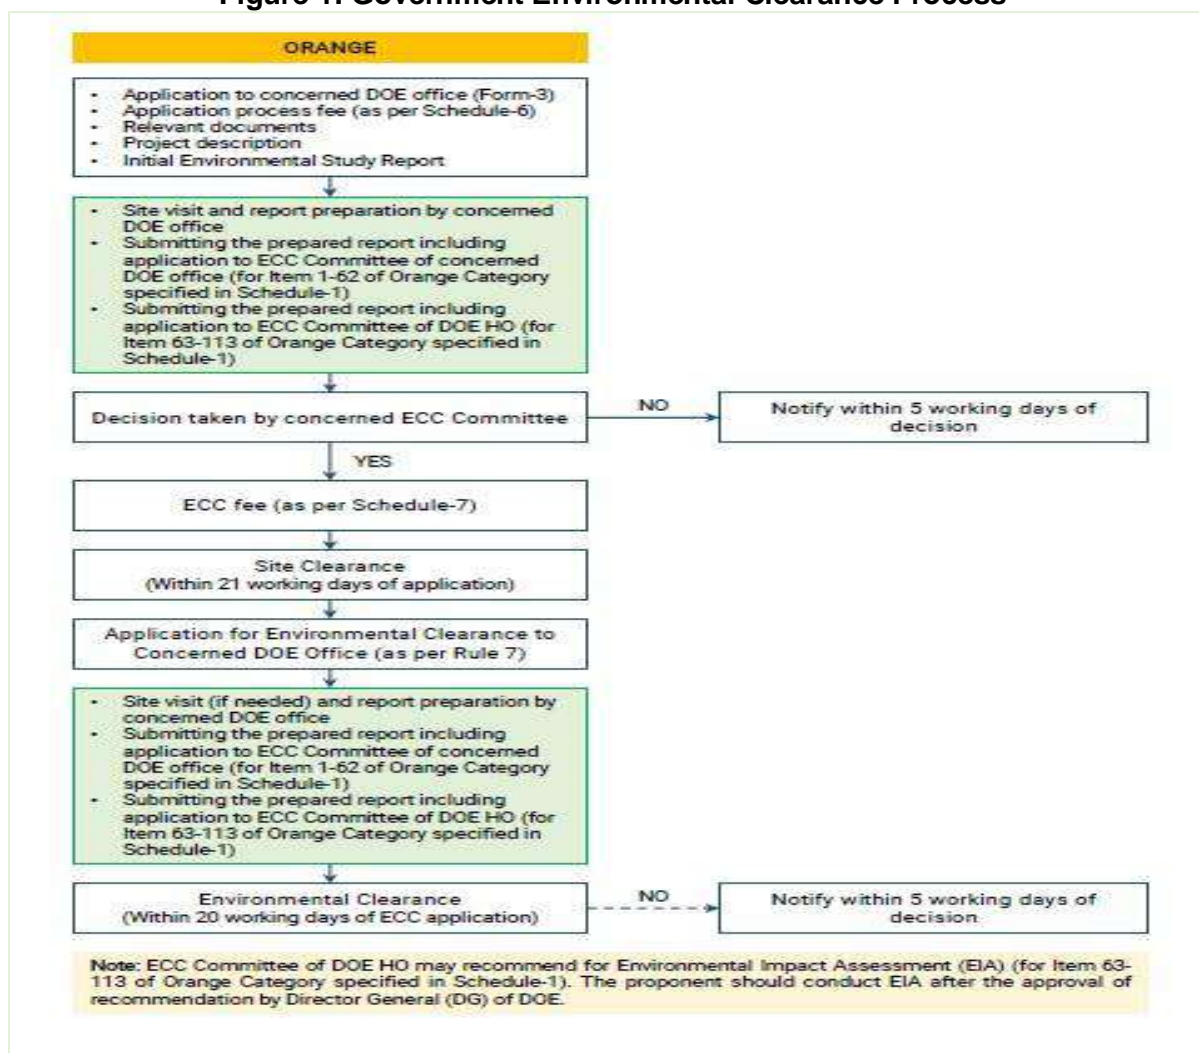 Figure 1: Government Environmental Clearance Process
ORANGE
• Application to concerned DOE office (Form-3)
• Application process fee (as per Schedule-6)
• Relevant documents
• Project description
• Initial Environmental Study Report
• Site visit and report preparation by concerned
DOE office
• Submitting the prepared report including
application to ECC Committee of concerned
DOE office (for Item 1-62 of Orange Category
specified in Schedule-1)
• Submitting the prepared report including
application to ECC Committee of DOE HO (for
Item 63-113 of Orange Category specified in
Schedule-1)
Decision taken by concerned ECC Committee
NO
Notify within 5 working days of
decision
YES
ECC fee (as per Schedule-7)
Site Clearance
(Within 21 working days of application)
Application for Environmental Clearance to
Concerned DOE Office (as per Rule 7)
• Site visit (if needed) and report preparation by
concerned DOE office
• Submitting the prepared report including
application to ECC Committee of concerned
DOE office (for Item 1-62 of Orange Category
specified in Schedule-1)
• Submitting the prepared report including
application to ECC Committee of DOE HO (for
Item 63-113 of Orange Category specified in
Schedule-1)
Environmental Clearance
(Within 20 working days of ECC application)
NO
Notify within 5 working days of
decision
Note: ECC Committee of DOE HO may recommend for Environmental Impact Assessment (EIA) (for Item 63-
113 of Orange Category specified in Schedule-1). The proponent should conduct EIA after the approval of
recommendation by Director General (DG) of DOE.